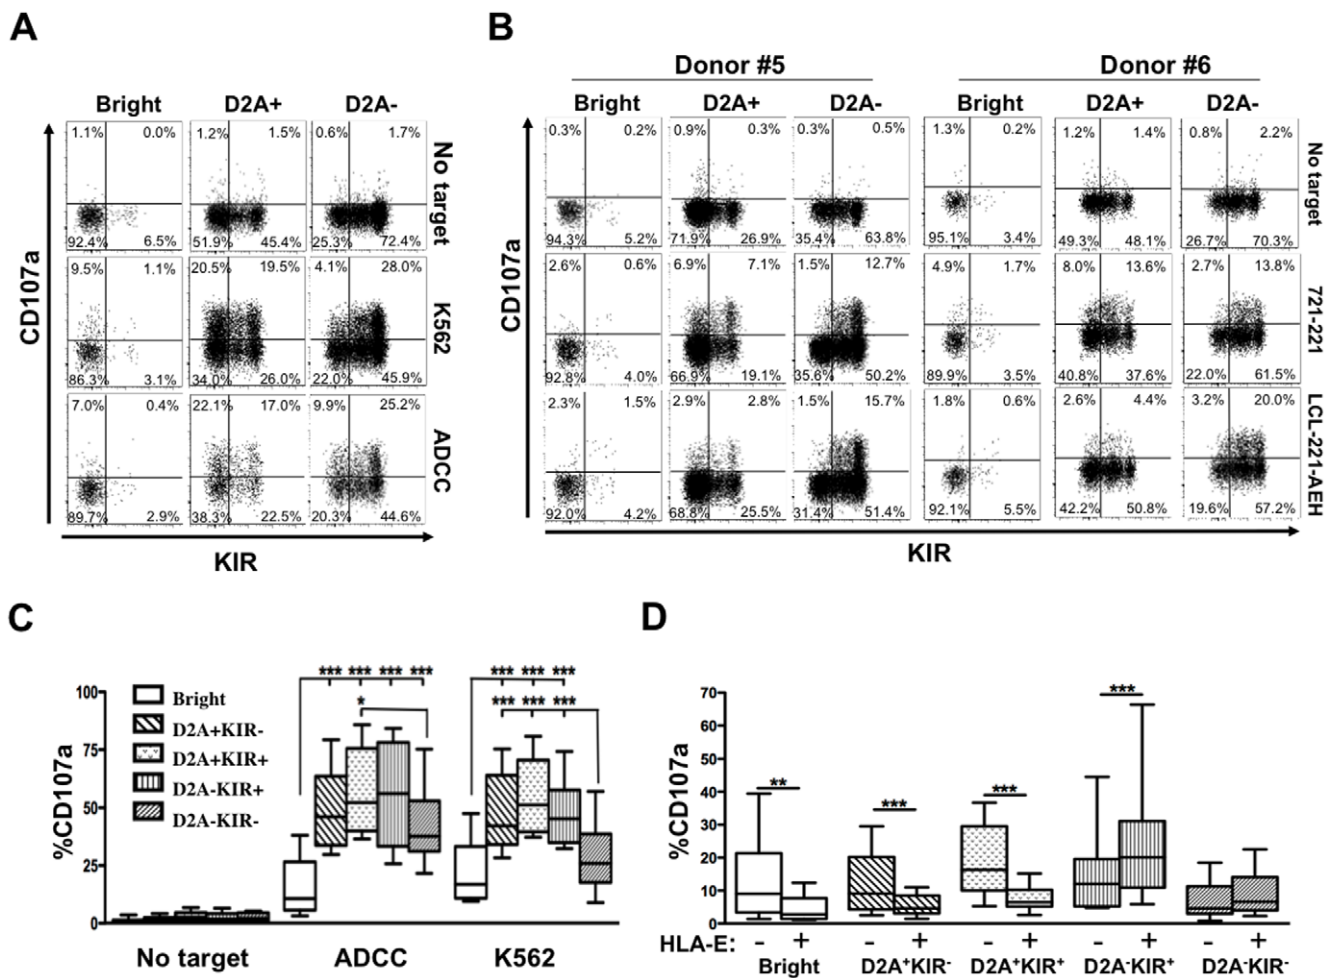 A
Bright D2A+ D2A-
1.1% 0.0% 1.2% 1.5% 0.6% 1.7%
92.4% 6.5% 51.9% 45.4% 25.3% 72.4%
No target
9.5% 1.1% 20.5% 19.5% 4.1% 28.0%
86.3% 3.1% 34.0% 26.0% 22.0% 45.9%
K562
7.0% 0.4% 22.1% 17.0% 9.9% 25.2%
89.7% 2.9% 38.3% 22.5% 20.3% 44.6%
ADCC
CD107a
KIR
B
Donor #5 Donor #6
Bright D2A+ D2A- Bright D2A+ D2A-
0.3% 0.2% 0.9% 0.3% 0.3% 0.5% 1.3% 0.2% 1.2% 1.4% 0.8% 2.2%
94.3% 5.2% 71.9% 26.9% 35.4% 63.8% 95.1% 3.4% 49.3% 48.1% 26.7% 70.3%
No target
2.6% 0.6% 6.9% 7.1% 1.5% 12.7% 4.9% 1.7% 8.0% 13.6% 2.7% 13.8%
92.8% 4.0% 66.9% 19.1% 35.6% 50.2% 89.9% 3.5% 40.8% 37.6% 22.0% 61.5%
721-221
2.3% 1.5% 2.9% 2.8% 1.5% 15.7% 1.8% 0.6% 2.6% 4.4% 3.2% 20.0%
92.0% 4.2% 68.8% 25.5% 31.4% 51.4% 92.1% 5.5% 42.2% 50.8% 19.6% 57.2%
LCL-221-AEH
CD107a
KIR
C
%CD107a
100
75
50
25
0
Bright
D2A+KIR-
D2A+KIR+
D2A-KIR+
D2A-KIR-
*** *** *** ***
*
*** *** ***
*** *** ***
No target ADCC K562
D
%CD107a
70
60
50
40
30
20
10
0
** *** *** ***
HLA-E: - + - + - + - + - +
Bright D2A⁺KIR⁻ D2A⁺KIR⁺ D2A⁻KIR⁺ D2A⁻KIR⁻